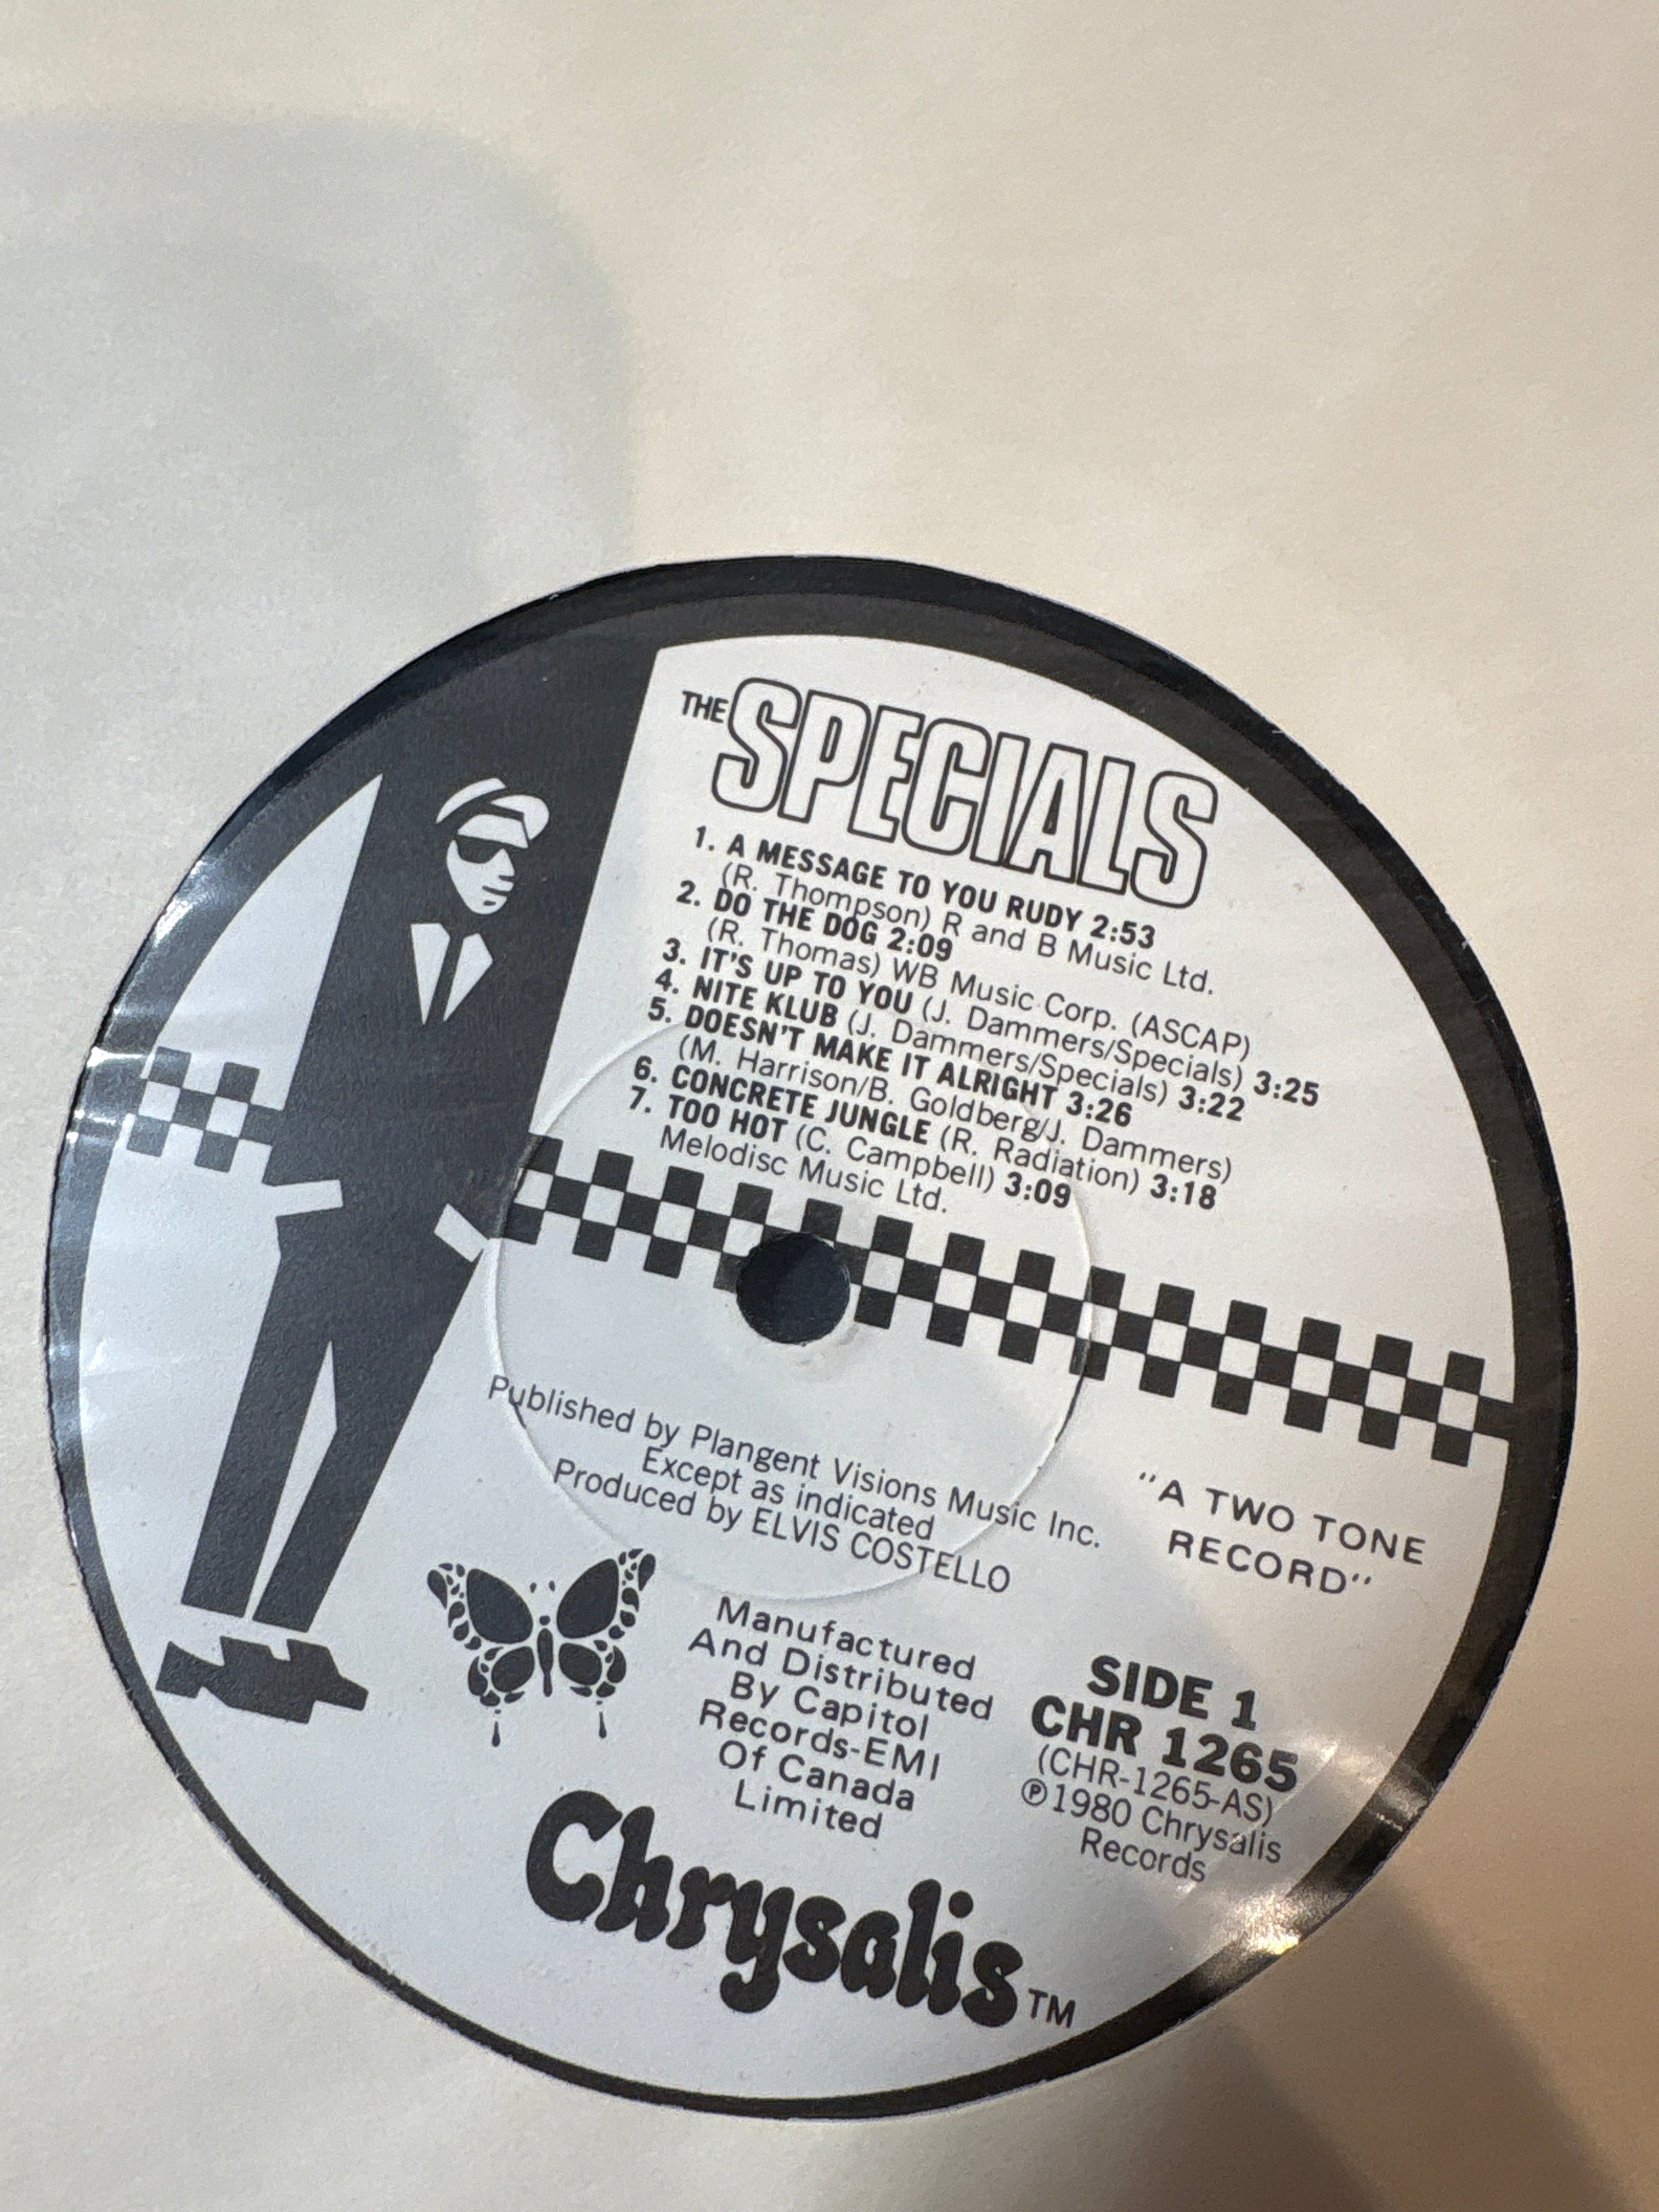 THE SPECIALS
1. A MESSAGE TO YOU RUDY 2:53
(R. Thompson) R and B Music Ltd.
2. DO THE DOG 2:09
(R. Thomas) WB Music Corp. (ASCAP)
3. IT'S UP TO YOU (J. Dammers/Specials) 3:25
4. NITE KLUB (J. Dammers/Specials) 3:22
5. DOESN'T MAKE IT ALRIGHT 3:26
(M. Harrison/B. Goldberg/J. Dammers)
6. CONCRETE JUNGLE (R. Radiation) 3:18
7. TOO HOT (C. Campbell) 3:09
Melodisc Music Ltd.
Published by Plangent Visions Music Inc.
Except as indicated
Produced by ELVIS COSTELLO
"A TWO TONE
RECORD"
Manufactured
And Distributed
By Capitol
Records-EMI
Of Canada
Limited
SIDE 1
CHR 1265
(CHR-1265-AS)
℗1980 Chrysalis
Records
Chrysalis™